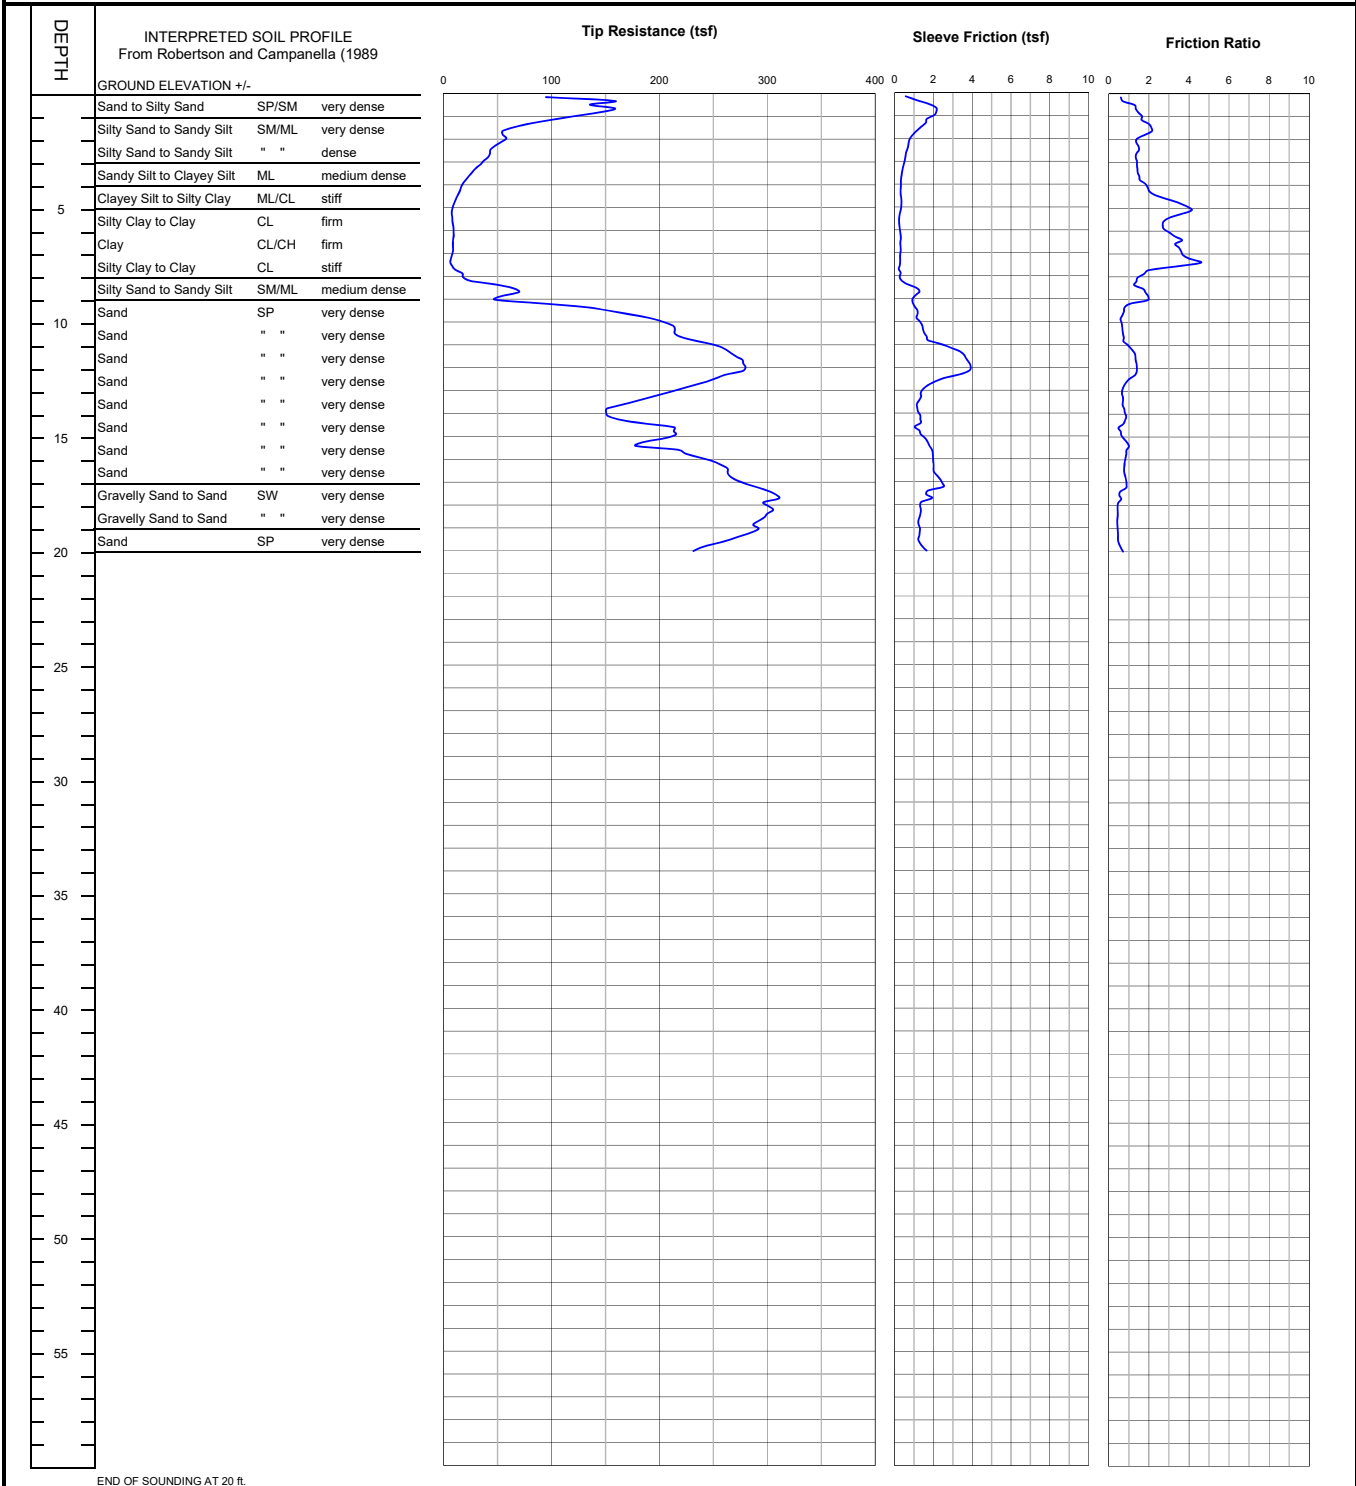 DEPTH
INTERPRETED SOIL PROFILE
From Robertson and Campanella (1989
GROUND ELEVATION +/-
Tip Resistance (tsf)
0 100 200 300 400
Sleeve Friction (tsf)
0 2 4 6 8 10
Friction Ratio
0 2 4 6 8 10
Sand to Silty Sand SP/SM very dense
Silty Sand to Sandy Silt SM/ML very dense
Silty Sand to Sandy Silt " " dense
Sandy Silt to Clayey Silt ML medium dense
Clayey Silt to Silty Clay ML/CL stiff
5
Silty Clay to Clay CL firm
Clay CL/CH firm
Silty Clay to Clay CL stiff
Silty Sand to Sandy Silt SM/ML medium dense
Sand SP very dense
10
Sand " " very dense
Sand " " very dense
Sand " " very dense
Sand " " very dense
Sand " " very dense
15
Sand " " very dense
Sand " " very dense
Gravelly Sand to Sand SW very dense
Gravelly Sand to Sand " " very dense
Sand SP very dense
20
25
30
35
40
45
50
55
END OF SOUNDING AT 20 ft.